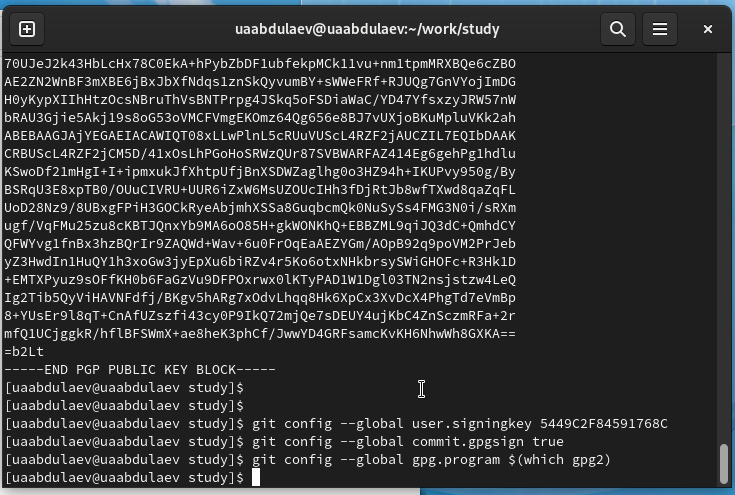 uaabdulaev@uaabdulaev:~/work/study
70UJeJ2k43HbLcHx78C0EkA+hPybZbDF1ubfekpMCk11vu+nm1tpmMRXBQe6cZBO
AE2ZN2WnBF3mXBE6jBxJbXfNdqs1znSkQyvumBY+sWWeFRf+RJUQg7GnVYojImDG
H0yKypXIIhHtzOcsNBruThVsBNTPrpg4JSkq5oFSDiaWaC/YD47YfsxzyJRW57nW
bRAU3Gjie5Akj19s8oG53oVMCFVmgEKOmz64Qg656e8BJ7vUXjoBKuMpluVKk2ah
ABEBAAGJAjYEGAEIACAWIQT08xLLwPlnL5cRUuVUScL4RZF2jAUCZIL7EQIbDAAK
CRBUScL4RZF2jCM5D/41xOsLhPGoHoSRWzQUr87SVBWARFAZ414Eg6gehPg1hdlu
KSwoDf21mHgI+I+ipmxukJfXhtpUfjBnXSDWZaglhg0o3HZ94h+IKUPvy950g/By
BSRqU3E8xpTB0/OUuCIVRU+UUR6iZxW6MsUZOUcIHh3fDjRtJb8wfTXwd8qaZqFL
UoD28Nz9/8UBxgFPiH3GOCkRyeAbjmhXSSa8GuqbcmQk0NuSySs4FMG3N0i/sRXm
ugf/VqFMu25zu8cKBTJQnxYb9MA6oO85H+gkWONKhQ+EBBZML9qiJQ3dC+QmhdCY
QFWYvg1fnBx3hzBQrIr9ZAQWd+Wav+6u0FrOqEaAEZYGm/AOpB92q9poVM2PrJeb
yZ3HwdIn1HuQY1h3xoGw3jyEpXu6biRZv4r5Ko6otxNHkbrsySWiGHOFc+R3Hk1D
+EMTXPyuz9sOFfKH0b6FaGzVu9DFPOxrwx0lKTyPAD1W1Dgl03TN2nsjstzw4LeQ
Ig2Tib5QyViHAVNFdfj/BKgv5hARg7xOdvLhqq8Hk6XpCx3XvDcX4PhgTd7eVmBp
8+YUsEr9l8qT+CnAfUZszfi43cy0P9IkQ72mjQe7sDEUY4ujKbC4ZnSczmRFa+2r
mfQ1UCjggkR/hflBFSWmX+ae8heK3phCf/JwwYD4GRFsamcKvKH6NhwWh8GXKA==
=b2Lt
-----END PGP PUBLIC KEY BLOCK-----
[uaabdulaev@uaabdulaev study]$
[uaabdulaev@uaabdulaev study]$
[uaabdulaev@uaabdulaev study]$ git config --global user.signingkey 5449C2F84591768C
[uaabdulaev@uaabdulaev study]$ git config --global commit.gpgsign true
[uaabdulaev@uaabdulaev study]$ git config --global gpg.program $(which gpg2)
[uaabdulaev@uaabdulaev study]$